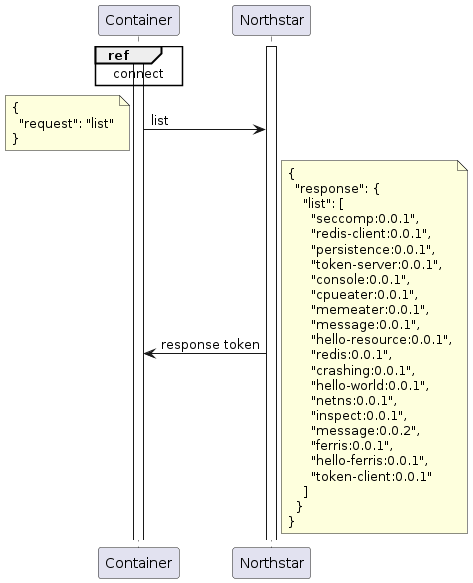 Container
Northstar
ref
connect
{
"request": "list"
}
list
{
"response": {
"list": [
"seccomp:0.0.1",
"redis-client:0.0.1",
"persistence:0.0.1",
"token-server:0.0.1",
"console:0.0.1",
"cpueater:0.0.1",
"memeater:0.0.1",
"message:0.0.1",
"hello-resource:0.0.1",
"redis:0.0.1",
"crashing:0.0.1",
"hello-world:0.0.1",
"netns:0.0.1",
"inspect:0.0.1",
"message:0.0.2",
"ferris:0.0.1",
"hello-ferris:0.0.1",
"token-client:0.0.1"
]
}
}
response token
Container
Northstar